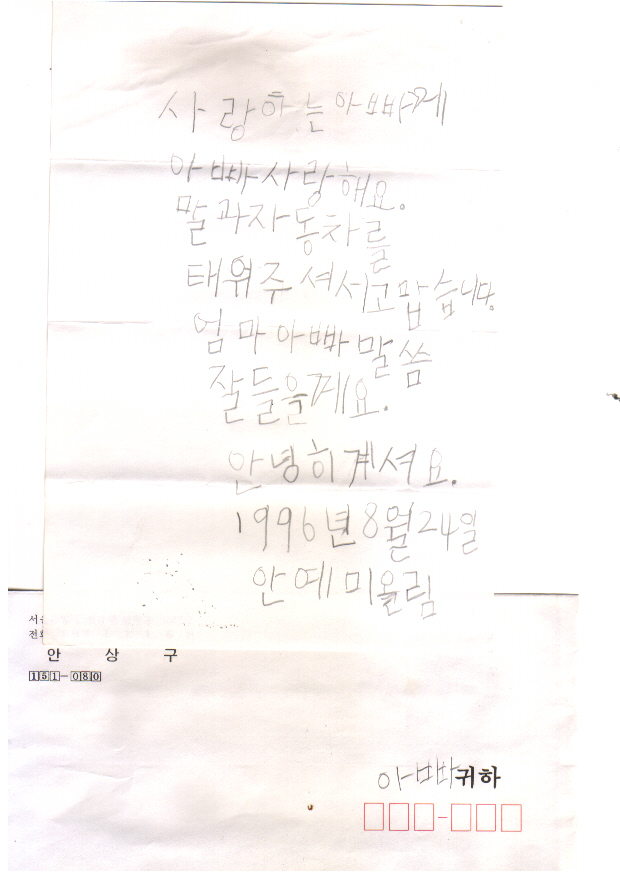 사랑하는아빠께
아빠사랑해요.
말과자동차를
태워주셔서고맙습니다.
엄마아빠말씀
잘들을께요.
안녕히계셔요.
1996년8월24일
안예미올림
서울
전화
안 상 구
151-080
아빠귀하